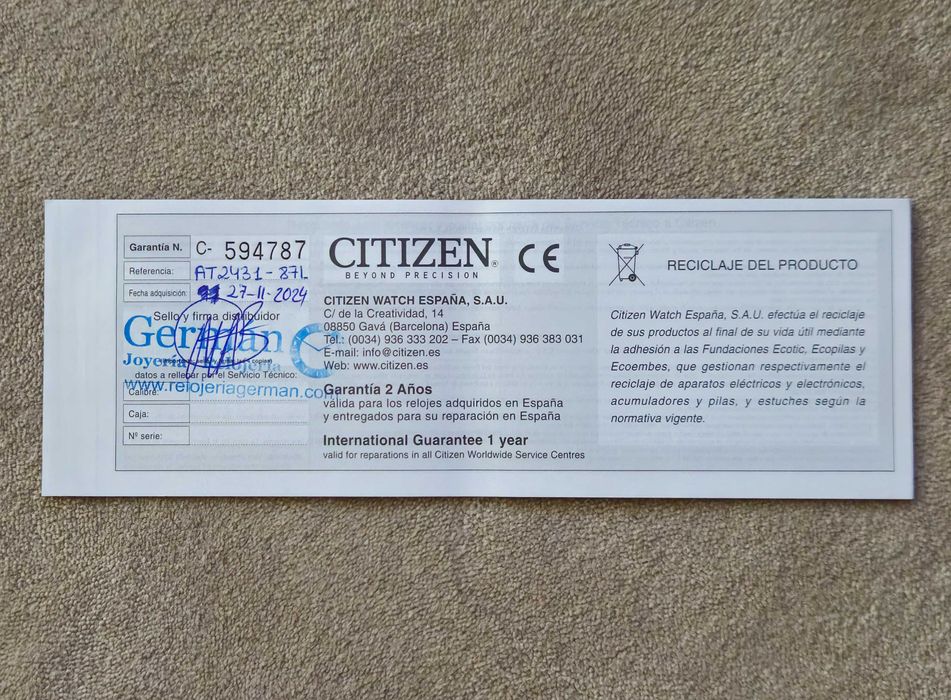 Garantía N. C- 594787
Referencia: AT2431-87L
Fecha adquisición: 27-11-2024
Sello y firma distribuidor
German
Joyería Relojería
datos a rellenar por el Servicio Técnico:
www.relojeriagerman.com
Calibre:
Caja:
Nº serie:
CITIZEN®
BEYOND PRECISION
CE
CITIZEN WATCH ESPAÑA, S.A.U.
C/ de la Creatividad, 14
08850 Gavá (Barcelona) España
Tel.: (0034) 936 333 202 – Fax (0034) 936 383 031
E-mail: info@citizen.es
Web: www.citizen.es
Garantía 2 Años
válida para los relojes adquiridos en España
y entregados para su reparación en España
International Guarantee 1 year
valid for reparations in all Citizen Worldwide Service Centres
RECICLAJE DEL PRODUCTO
Citizen Watch España, S.A.U. efectúa el reciclaje
de sus productos al final de su vida útil mediante
la adhesión a las Fundaciones Ecotic, Ecopilas y
Ecoembes, que gestionan respectivamente el
reciclaje de aparatos eléctricos y electrónicos,
acumuladores y pilas, y estuches según la
normativa vigente.